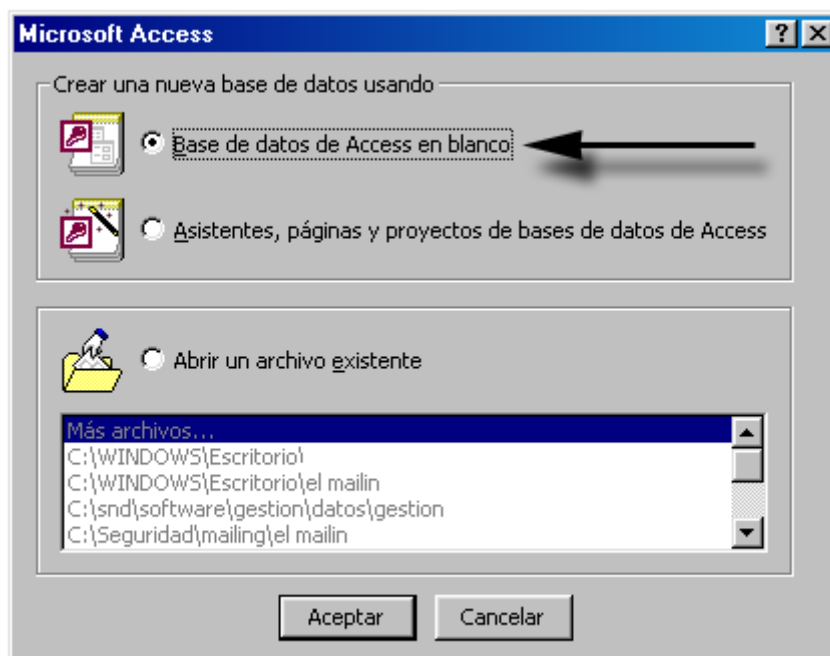 Microsoft Access
Crear una nueva base de datos usando
Base de datos de Access en blanco
Asistentes, páginas y proyectos de bases de datos de Access
Abrir un archivo existente
Más archivos...
C:\WINDOWS\Escritorio\
C:\WINDOWS\Escritorio\el mailin
C:\snd\software\gestion\datos\gestion
C:\Seguridad\mailing\el mailin
Aceptar
Cancelar